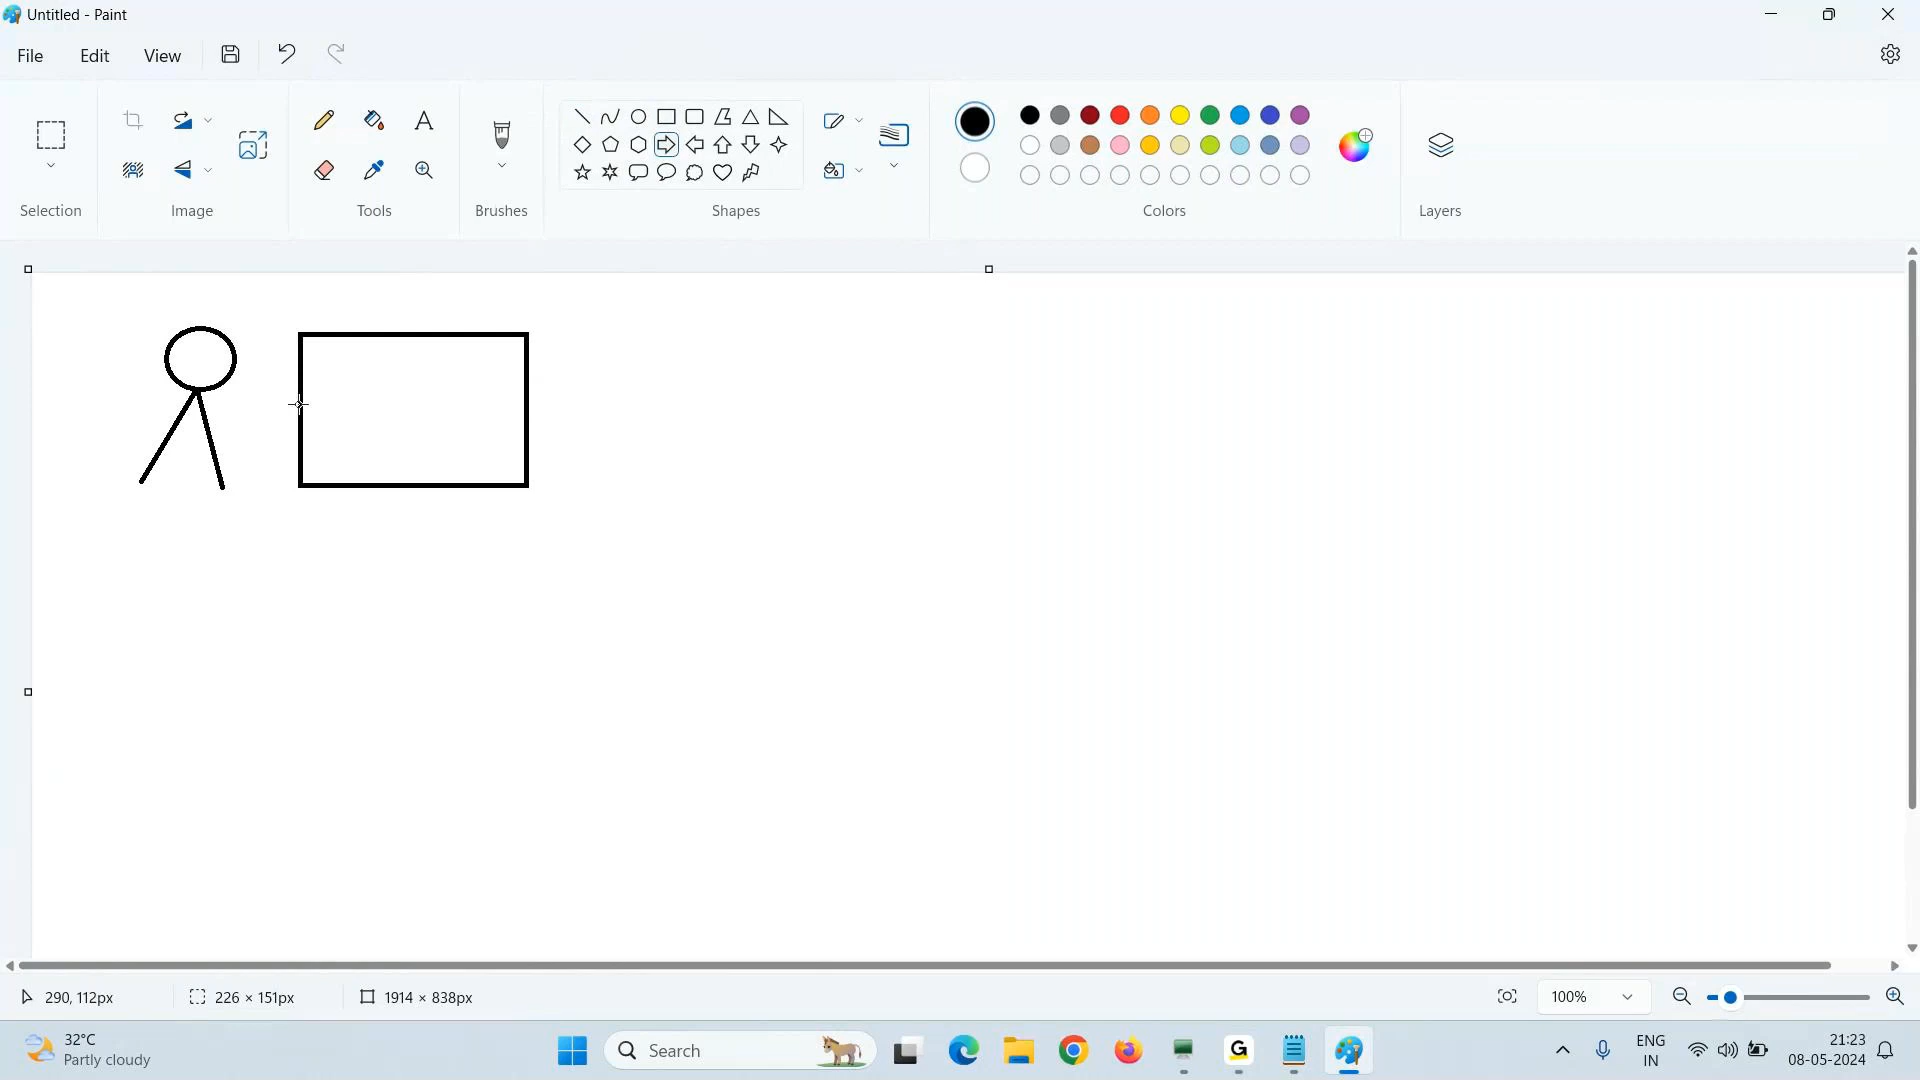 Untitled - Paint
File Edit View
Selection Image Tools Brushes Shapes Colors Layers
290, 112px 226 × 151px 1914 × 838px 100%
32°C
Partly cloudy
Search
ENG
IN
21:23
08-05-2024